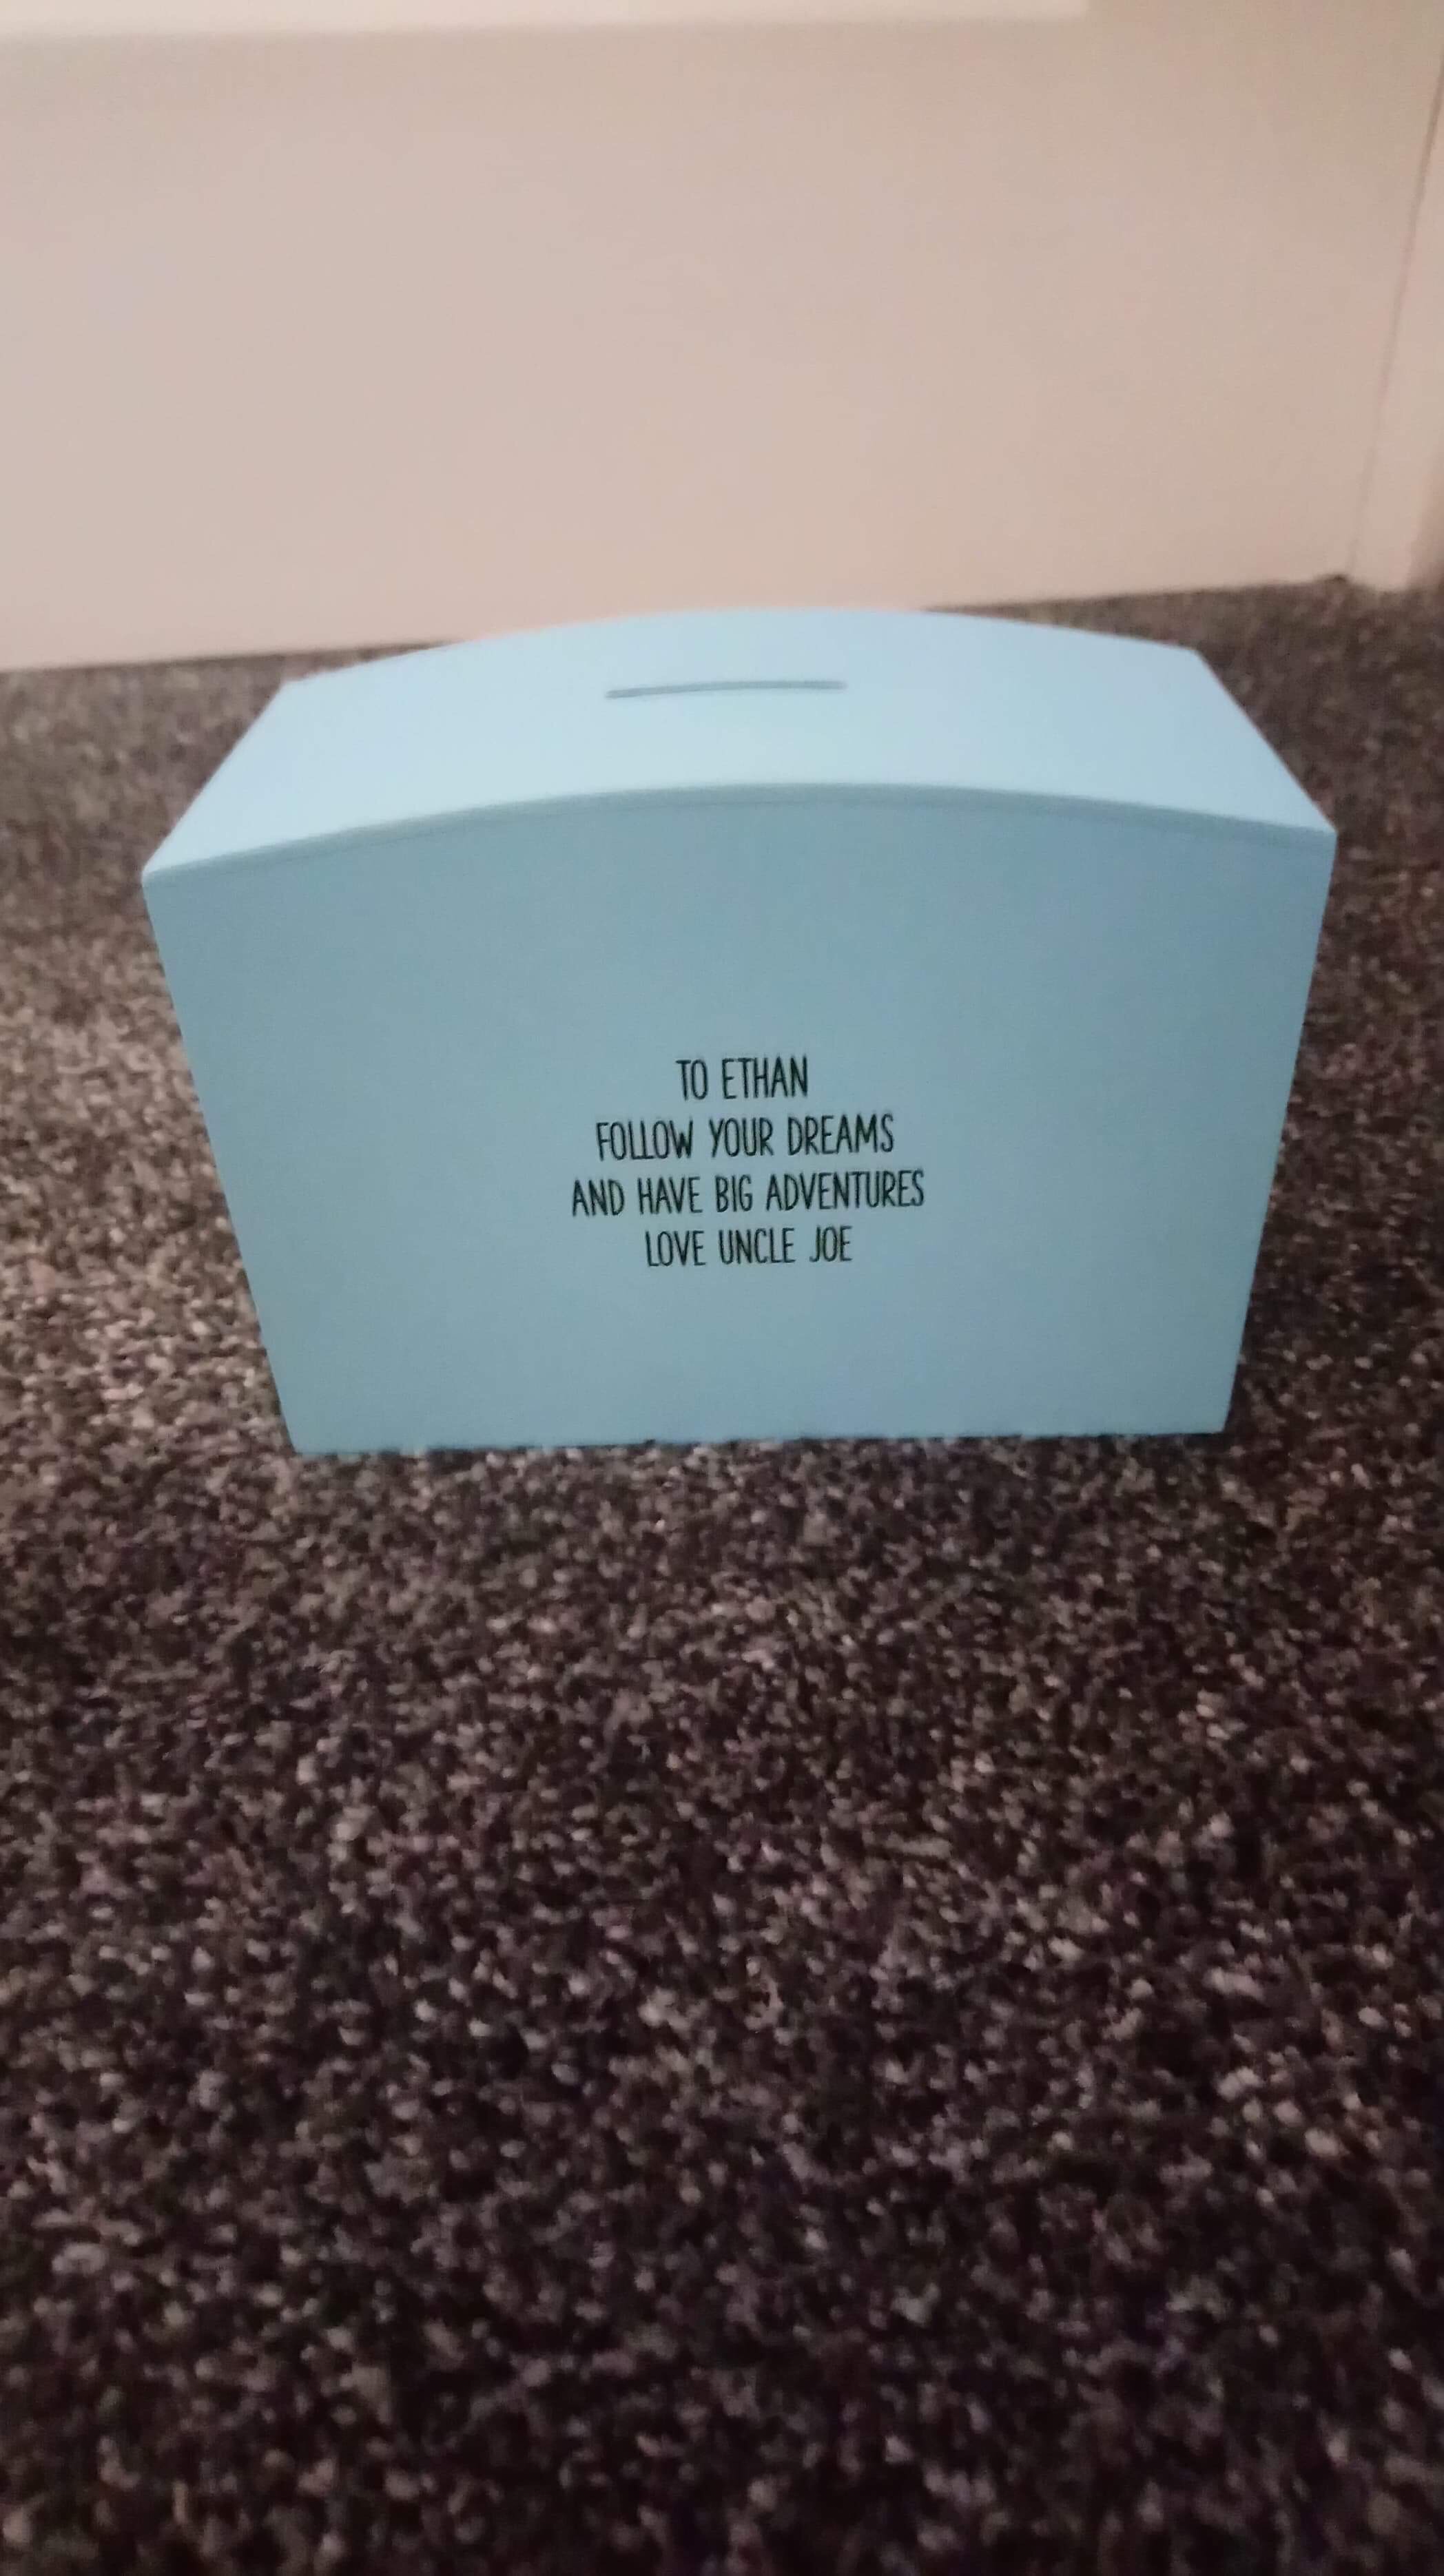 TO ETHAN
FOLLOW YOUR DREAMS
AND HAVE BIG ADVENTURES
LOVE UNCLE JOE